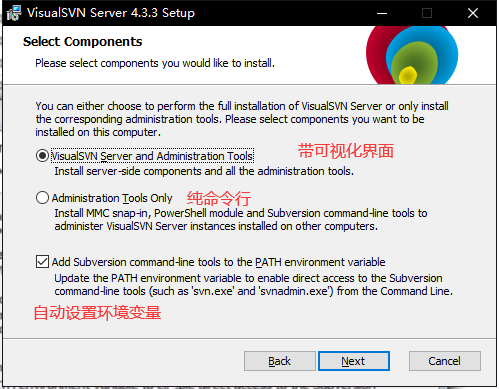 VisualSVN Server 4.3.3 Setup
Select Components
Please select components you would like to install.
You can either choose to perform the full installation of VisualSVN Server or only install
the corresponding administration tools. Please select components you want to be
installed on this computer.
VisualSVN Server and Administration Tools 带可视化界面
Install server-side components and all the administration tools.
Administration Tools Only 纯命令行
Install MMC snap-in, PowerShell module and Subversion command-line tools to
administer VisualSVN Server instances installed on other computers.
Add Subversion command-line tools to the PATH environment variable
Update the PATH environment variable to enable direct access to the Subversion
command-line tools (such as 'svn.exe' and 'svnadmin.exe') from the Command Line.
自动设置环境变量
Back Next Cancel